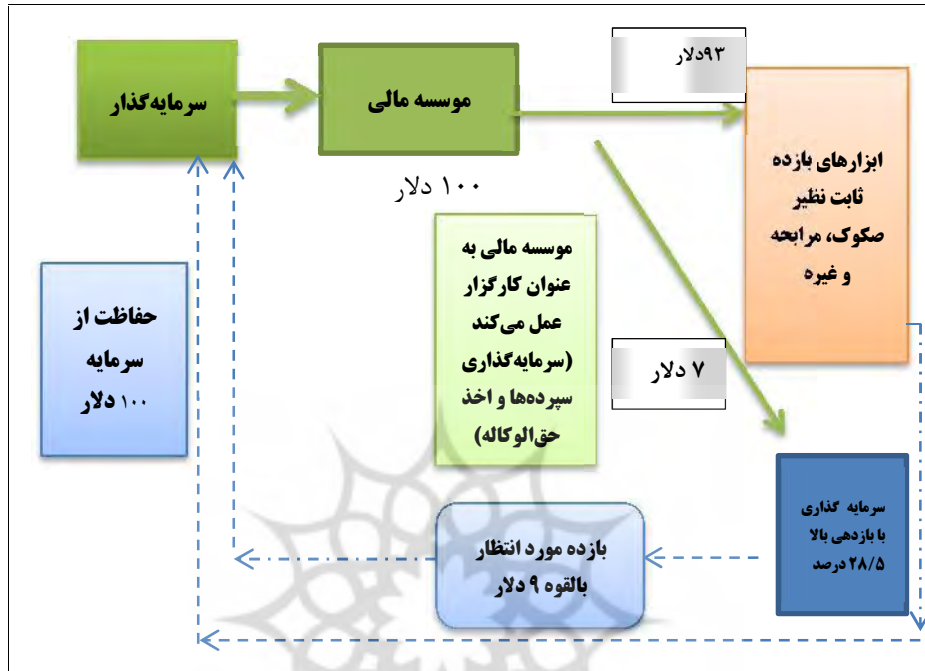 سرمایه‌گذار
موسسه مالی
۹۳دلار
۱۰۰ دلار
ابزارهای بازده
ثابت نظیر
صکوک، مرابحه
و غیره
موسسه مالی به
عنوان کارگزار
عمل می‌کند
(سرمایه‌گذاری
سپرده‌ها و اخذ
حق‌الوکاله)
۷ دلار
حفاظت از
سرمایه
۱۰۰ دلار
سرمایه گذاری
با بازدهی بالا
۲۸/۵ درصد
بازده مورد انتظار
بالقوه ۹ دلار